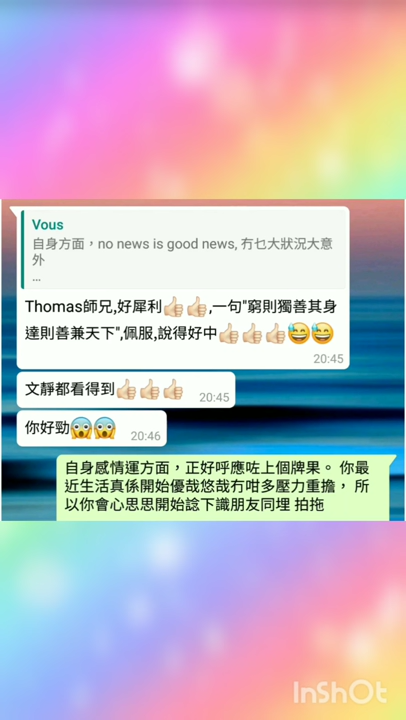 Vous
自身方面，no news is good news, 冇乜大狀況大意
外
...
Thomas師兄,好犀利👍🏻👍🏻,一句"窮則獨善其身
達則善兼天下",佩服,說得好中👍🏻👍🏻👍🏻😅😅
20:45
文靜都看得到👍🏻👍🏻👍🏻
20:45
你好勁😱😱
20:46
自身感情運方面，正好呼應咗上個牌果。 你最
近生活真係開始優哉悠哉冇咁多壓力重擔， 所
以你會心思思開始諗下識朋友同埋 拍拖
InShOt